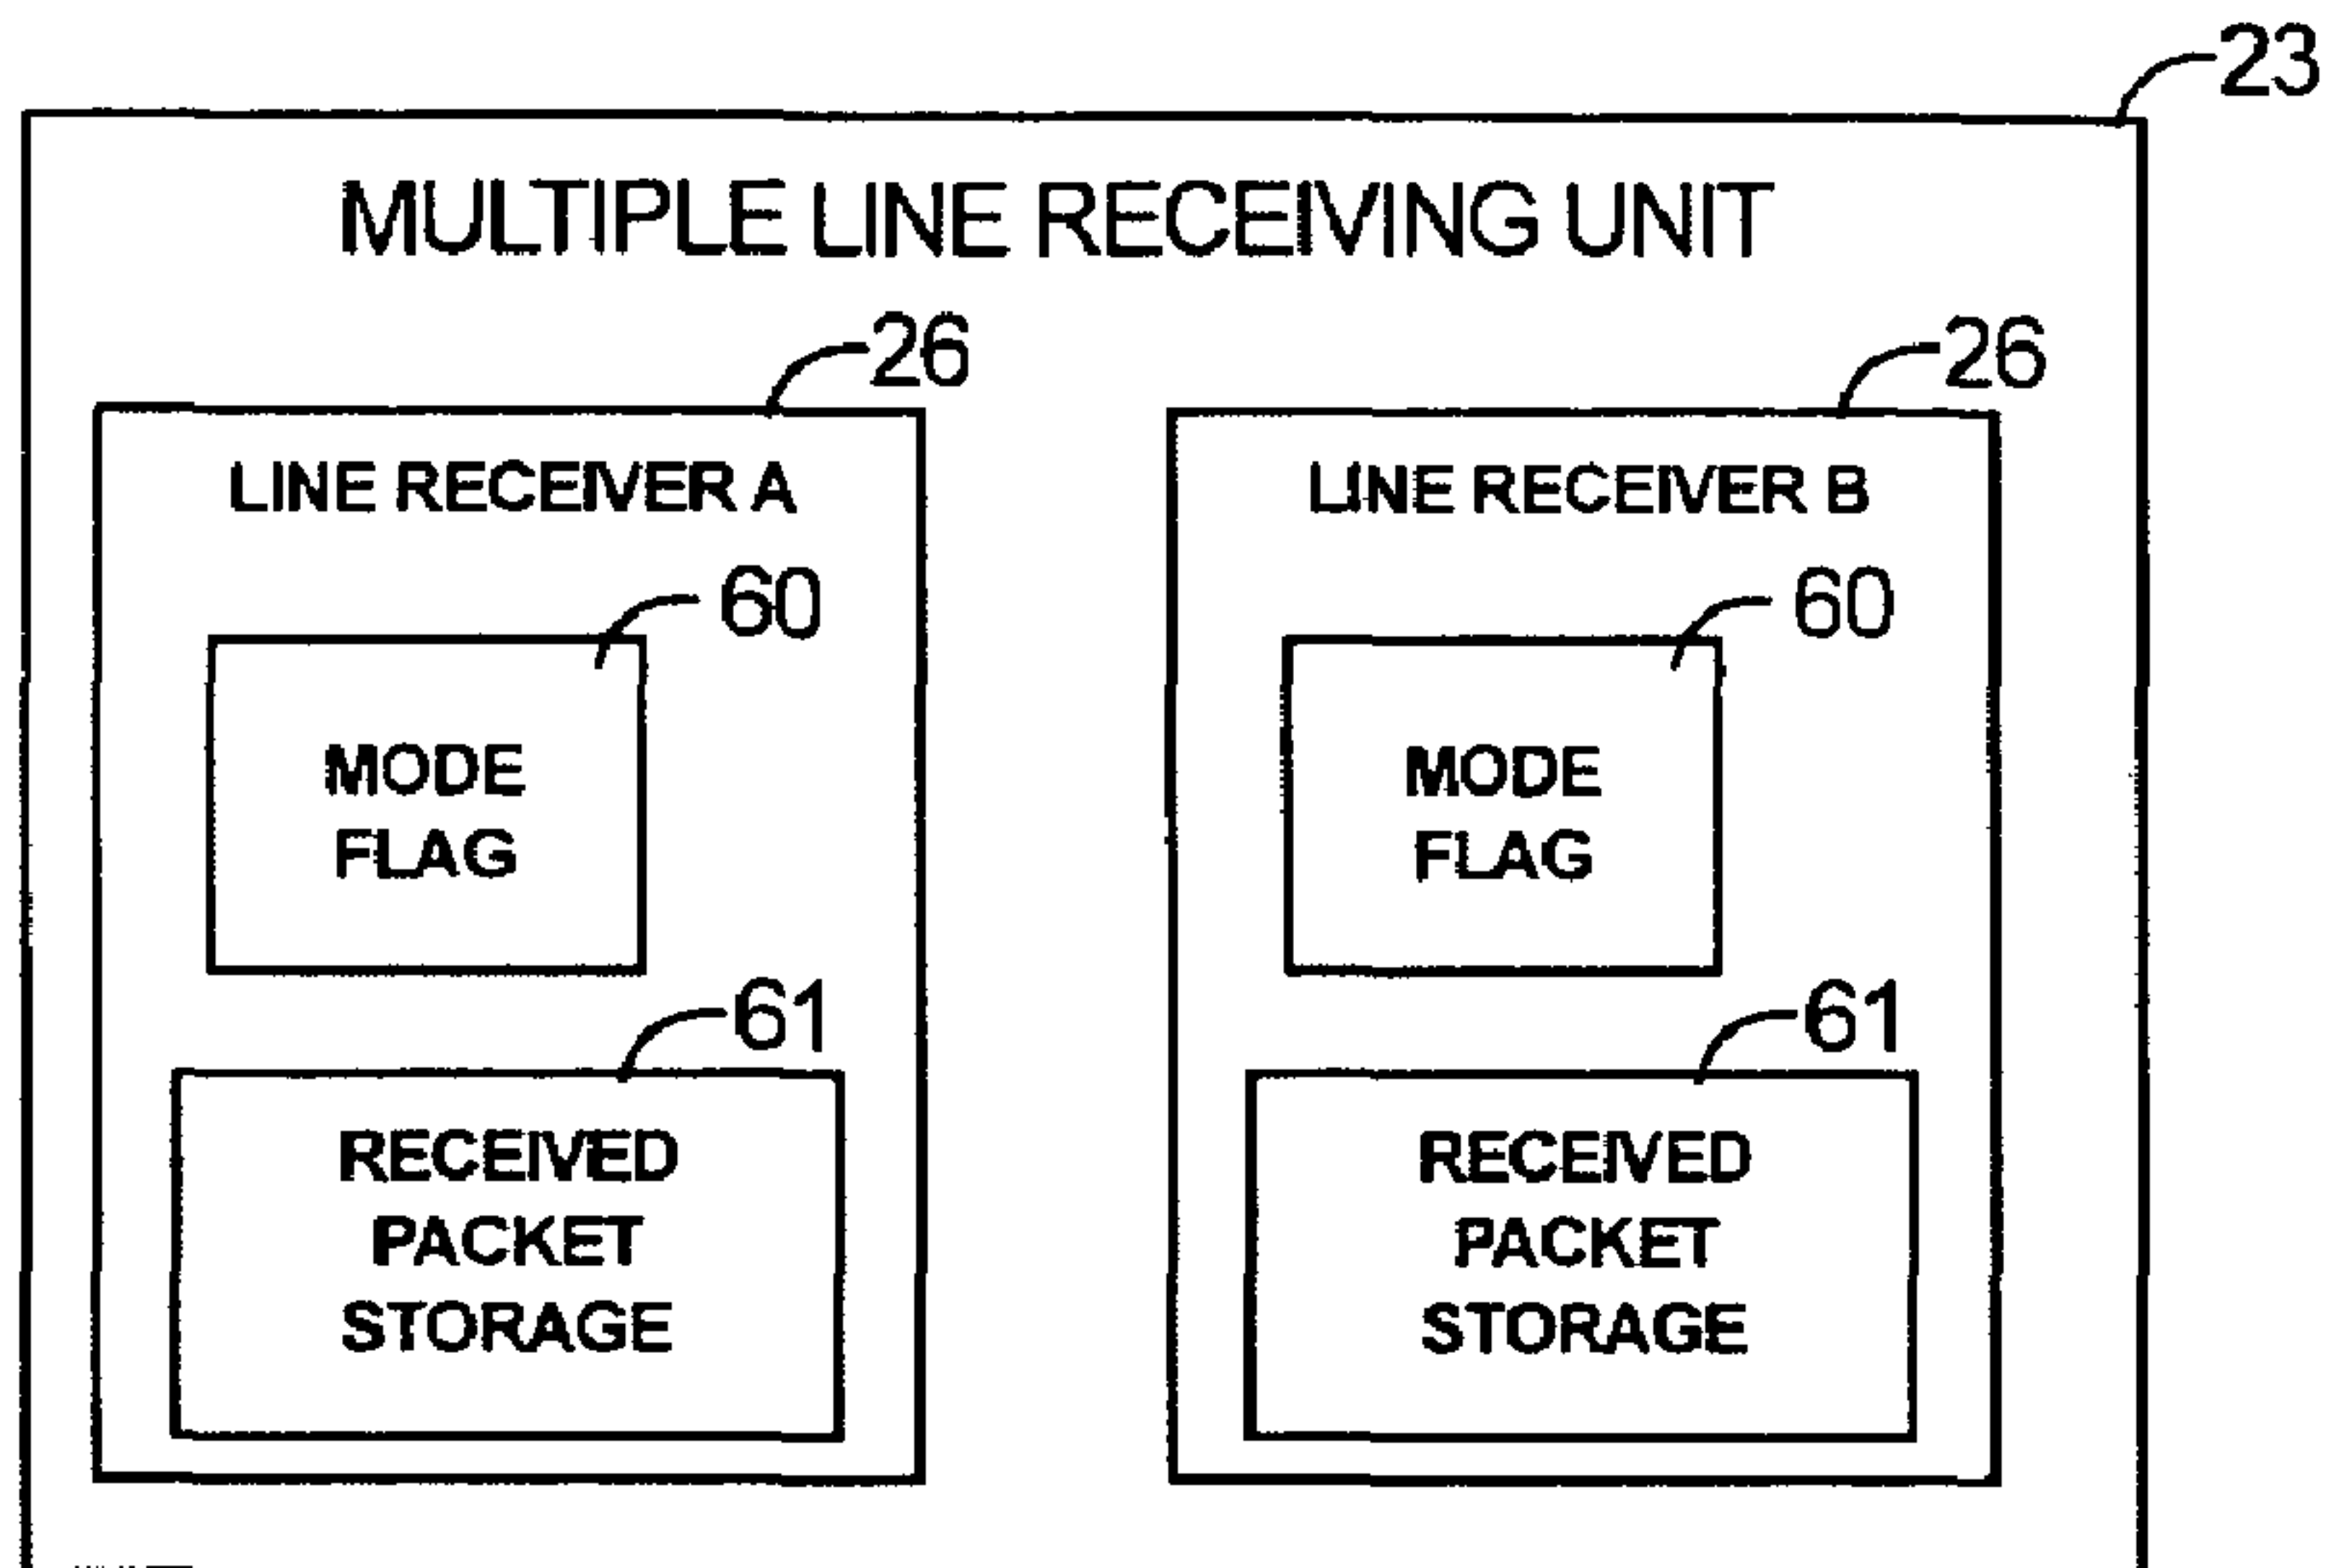 23
MULTIPLE LINE RECEIVING UNIT
26
LINE RECEIVER A
60
MODE
FLAG
61
RECEIVED
PACKET
STORAGE
26
LINE RECEIVER B
60
MODE
FLAG
61
RECEIVED
PACKET
STORAGE